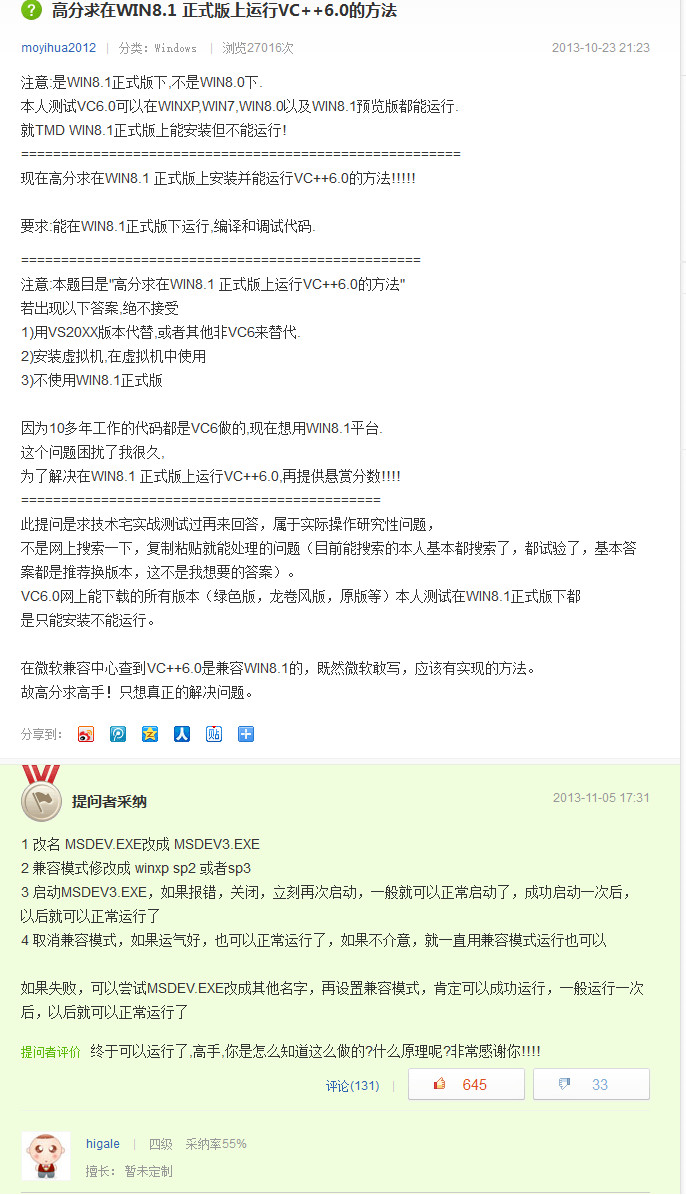 高分求在WIN8.1 正式版上运行VC++6.0的方法
moyihua2012 | 分类：Windows | 浏览27016次 2013-10-23 21:23
注意:是WIN8.1正式版下,不是WIN8.0下.
本人测试VC6.0可以在WINXP,WIN7,WIN8.0以及WIN8.1预览版都能运行.
就TMD WIN8.1正式版上能安装但不能运行!
=======================================================
现在高分求在WIN8.1 正式版上安装并能运行VC++6.0的方法!!!!!
要求:能在WIN8.1正式版下运行,编译和调试代码.
==================================================
注意:本题目是"高分求在WIN8.1 正式版上运行VC++6.0的方法"
若出现以下答案,绝不接受
1)用VS20XX版本代替,或者其他非VC6来替代.
2)安装虚拟机,在虚拟机中使用
3)不使用WIN8.1正式版
因为10多年工作的代码都是VC6做的,现在想用WIN8.1平台.
这个问题困扰了我很久,
为了解决在WIN8.1 正式版上运行VC++6.0,再提供悬赏分数!!!!
=============================================
此提问是求技术宅实战测试过再来回答，属于实际操作研究性问题，
不是网上搜索一下，复制粘贴就能处理的问题（目前能搜索的本人基本都搜索了，都试验了，基本答
案都是推荐换版本，这不是我想要的答案）。
VC6.0网上能下载的所有版本（绿色版，龙卷风版，原版等）本人测试在WIN8.1正式版下都
是只能安装不能运行。
在微软兼容中心查到VC++6.0是兼容WIN8.1的，既然微软敢写，应该有实现的方法。
故高分求高手！只想真正的解决问题。
分享到：
贴
提问者采纳 2013-11-05 17:31
1 改名 MSDEV.EXE改成 MSDEV3.EXE
2 兼容模式修改成 winxp sp2 或者sp3
3 启动MSDEV3.EXE，如果报错，关闭，立刻再次启动，一般就可以正常启动了，成功启动一次后，
以后就可以正常运行了
4 取消兼容模式，如果运气好，也可以正常运行了，如果不介意，就一直用兼容模式运行也可以
如果失败，可以尝试MSDEV.EXE改成其他名字，再设置兼容模式，肯定可以成功运行，一般运行一次
后，以后就可以正常运行了
提问者评价 终于可以运行了,高手,你是怎么知道这么做的?什么原理呢?非常感谢你!!!!
评论(131) | 645 33
higale | 四级 采纳率55%
擅长： 暂未定制